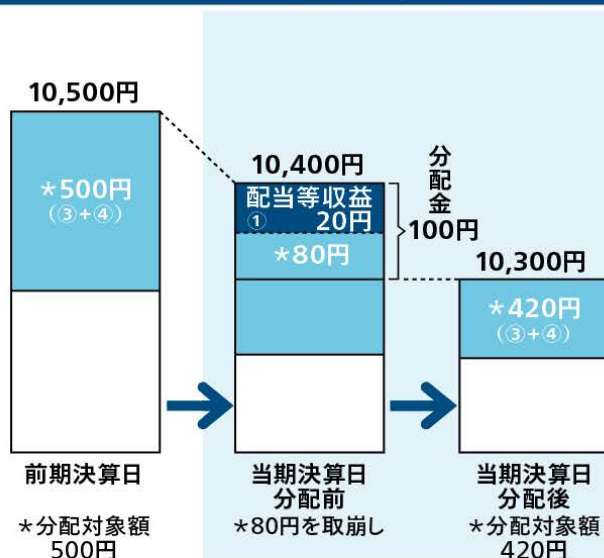 10,500円
*500円
(③+④)
前期決算日
*分配対象額
500円
10,400円
配当等収益
① 20円
*80円
分配金
100円
当期決算日
分配前
*80円を取崩し
10,300円
*420円
(③+④)
当期決算日
分配後
*分配対象額
420円